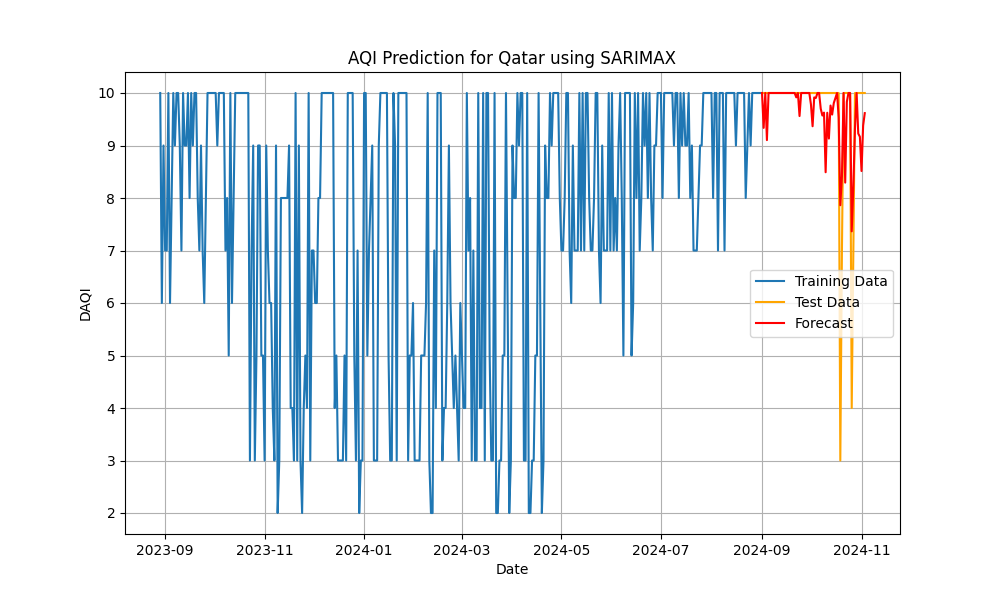 AQI Prediction for Qatar using SARIMAX
DAQI
10
9
8
7
6
5
4
3
2
Training Data
Test Data
Forecast
2023-09 2023-11 2024-01 2024-03 2024-05 2024-07 2024-09 2024-11
Date